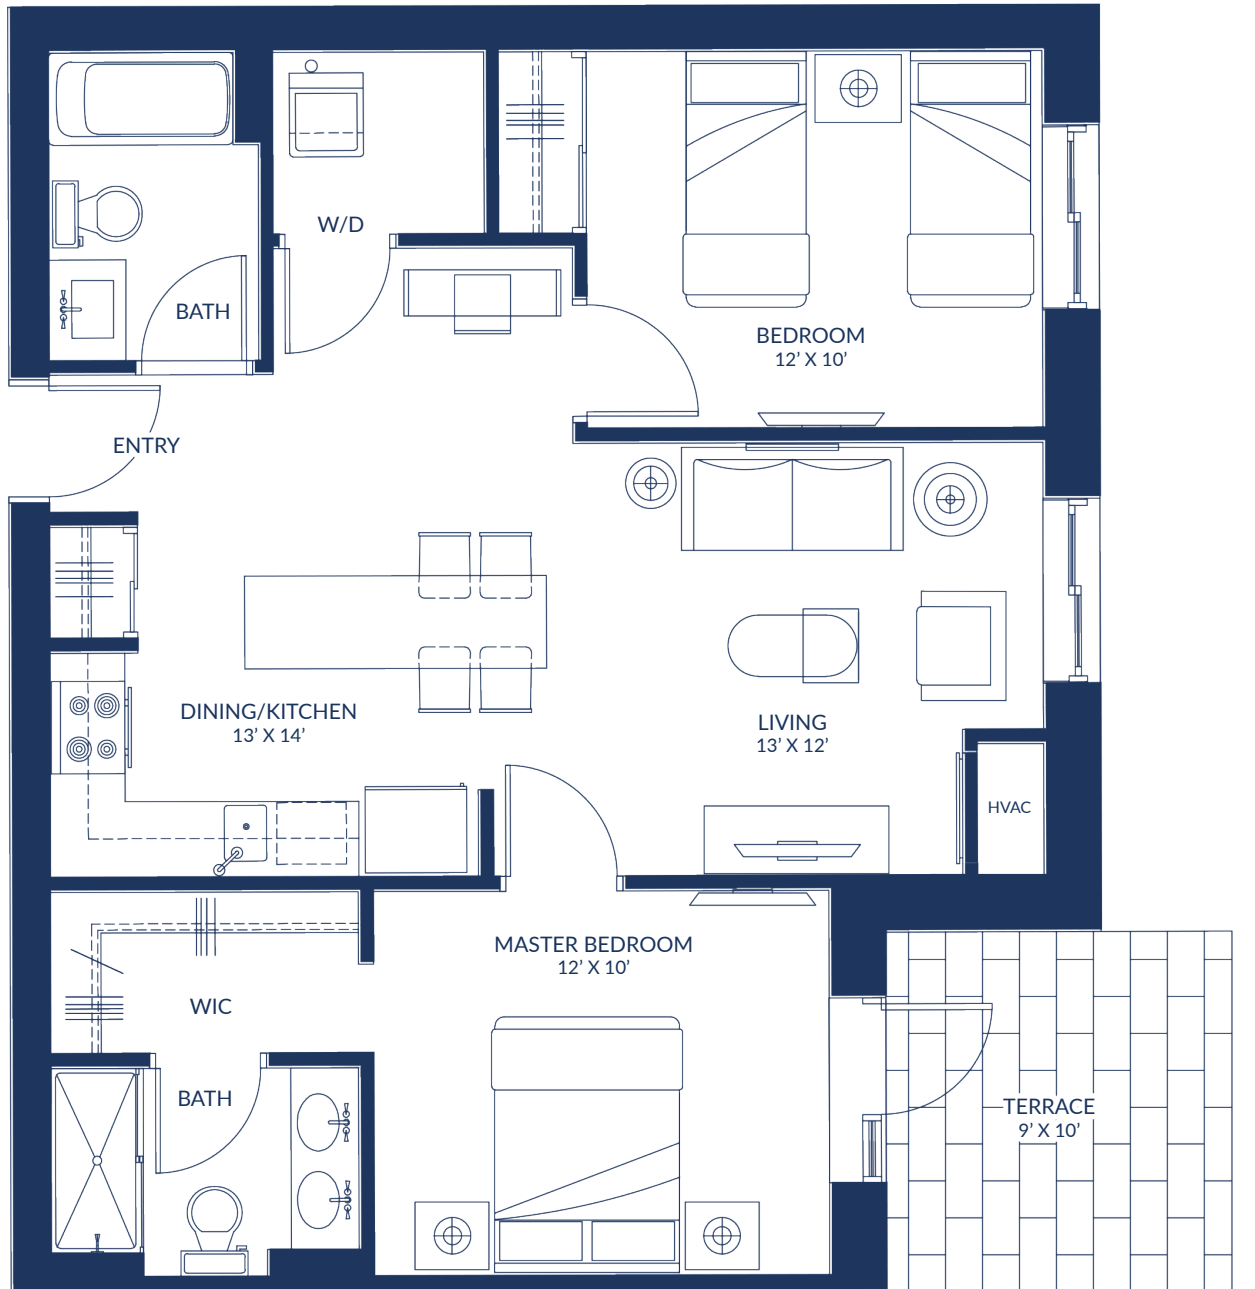 W/D
BATH
BEDROOM
12’ X 10’
ENTRY
DINING/KITCHEN
13’ X 14’
LIVING
13’ X 12’
HVAC
MASTER BEDROOM
12’ X 10’
WIC
BATH
TERRACE
9’ X 10’